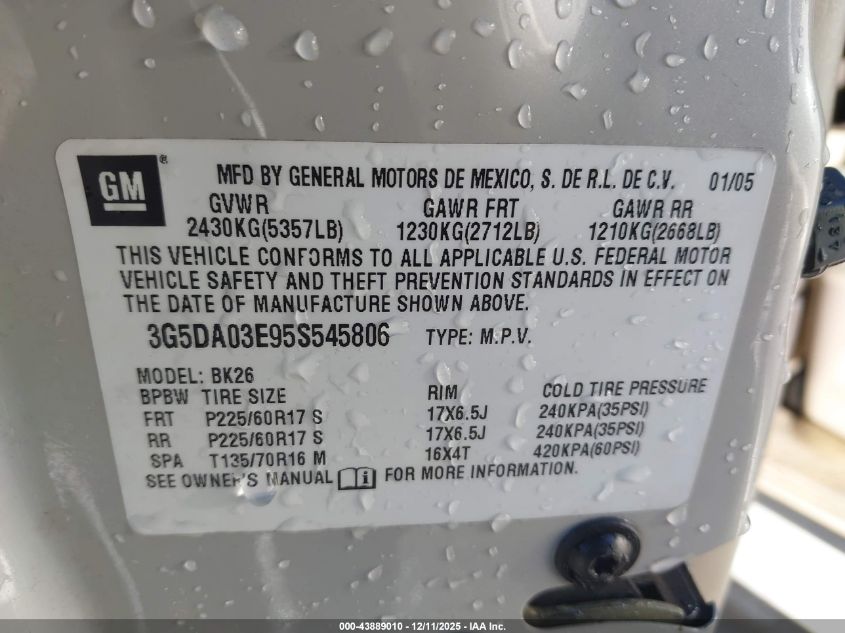 GM ® MFD BY GENERAL MOTORS DE MEXICO, S. DE R.L. DE C.V. 01/05
GVWR GAWR FRT GAWR RR
2430KG(5357LB) 1230KG(2712LB) 1210KG(2668LB)
THIS VEHICLE CONFORMS TO ALL APPLICABLE U.S. FEDERAL MOTOR
VEHICLE SAFETY AND THEFT PREVENTION STANDARDS IN EFFECT ON
THE DATE OF MANUFACTURE SHOWN ABOVE.
3G5DA03E95S545806 TYPE: M.P.V.
MODEL: BK26
BPBW TIRE SIZE RIM COLD TIRE PRESSURE
FRT P225/60R17 S 17X6.5J 240KPA(35PSI)
RR P225/60R17 S 17X6.5J 240KPA(35PSI)
SPA T135/70R16 M 16X4T 420KPA(60PSI)
SEE OWNER'S MANUAL FOR MORE INFORMATION.
000-43889010 - 12/11/2025 - IAA Holdings, LLC.